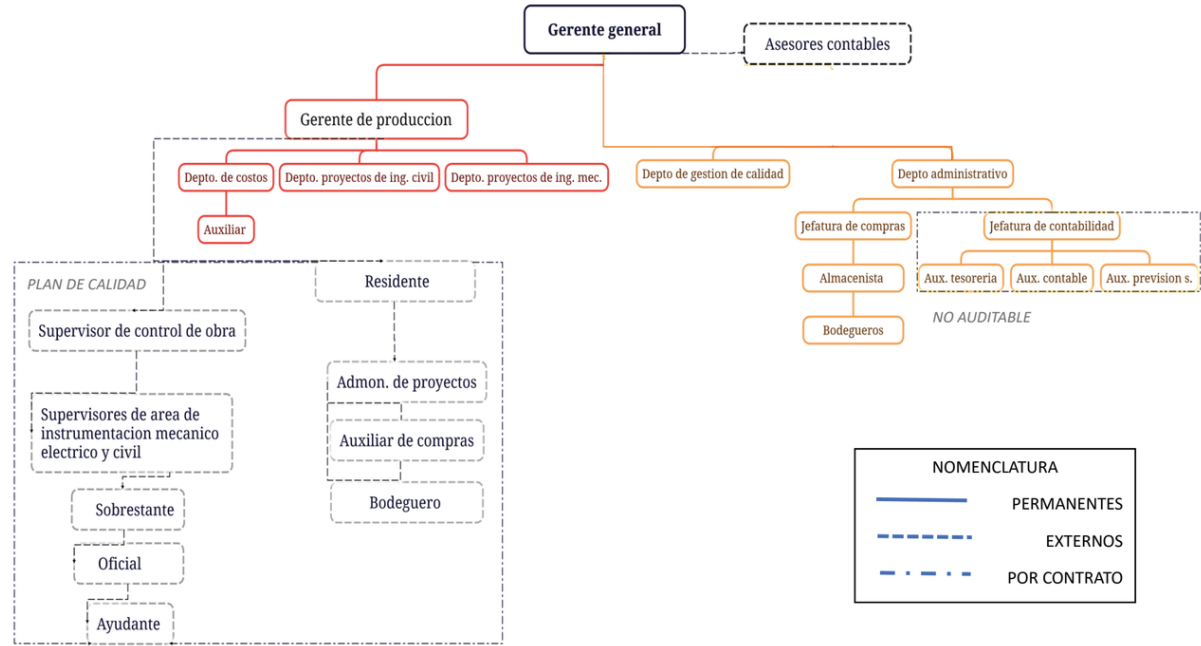 Gerente general
Asesores contables
Gerente de produccion
Depto. de costos
Depto. proyectos de ing. civil
Depto. proyectos de ing. mec.
Depto de gestion de calidad
Depto administrativo
Auxiliar
Jefatura de compras
Jefatura de contabilidad
Almacenista
Aux. tesoreria
Aux. contable
Aux. prevision s.
Bodegueros
NO AUDITABLE
PLAN DE CALIDAD
Residente
Supervisor de control de obra
Admon. de proyectos
Supervisores de area de
instrumentacion mecanico
electrico y civil
Auxiliar de compras
Sobrestante
Bodeguero
Oficial
Ayudante
NOMENCLATURA
PERMANENTES
EXTERNOS
POR CONTRATO